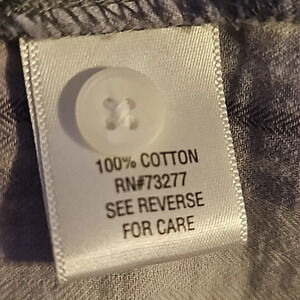 100% COTTON
RN#73277
SEE REVERSE
FOR CARE